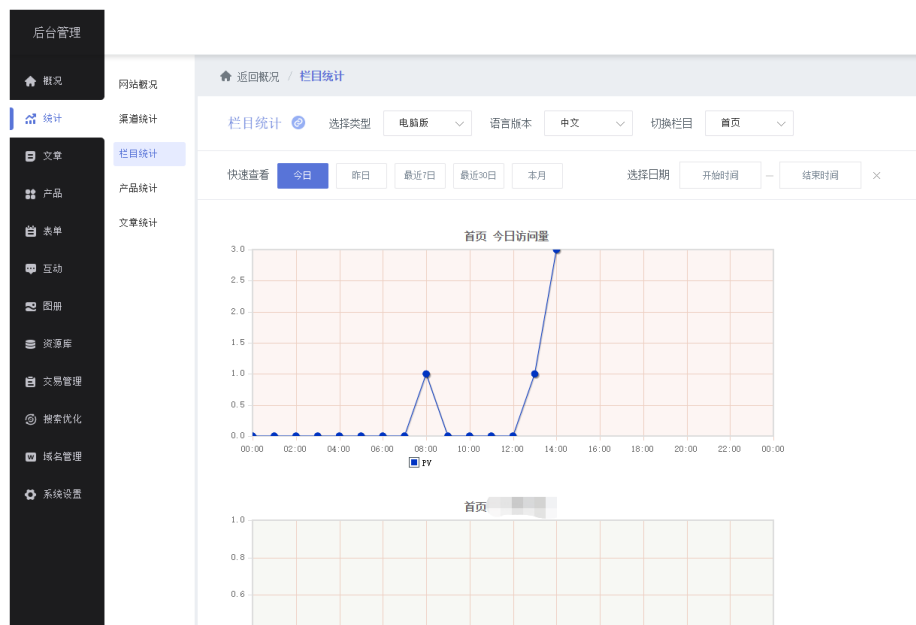 后台管理
概况
统计
文章
产品
表单
互动
图册
资源库
交易管理
搜索优化
域名管理
系统设置
网站概况
渠道统计
栏目统计
产品统计
文章统计
返回概况 / 栏目统计
栏目统计 选择类型 电脑版 语言版本 中文 切换栏目 首页
快速查看 今日 昨日 最近7日 最近30日 本月 选择日期 开始时间 — 结束时间 ×
首页 今日访问量
3.0
2.5
2.0
1.5
1.0
0.5
0.0
00:00 02:00 04:00 06:00 08:00 10:00 12:00 14:00 16:00 18:00 20:00 22:00 00:00
PV
首页
1.0
0.8
0.6